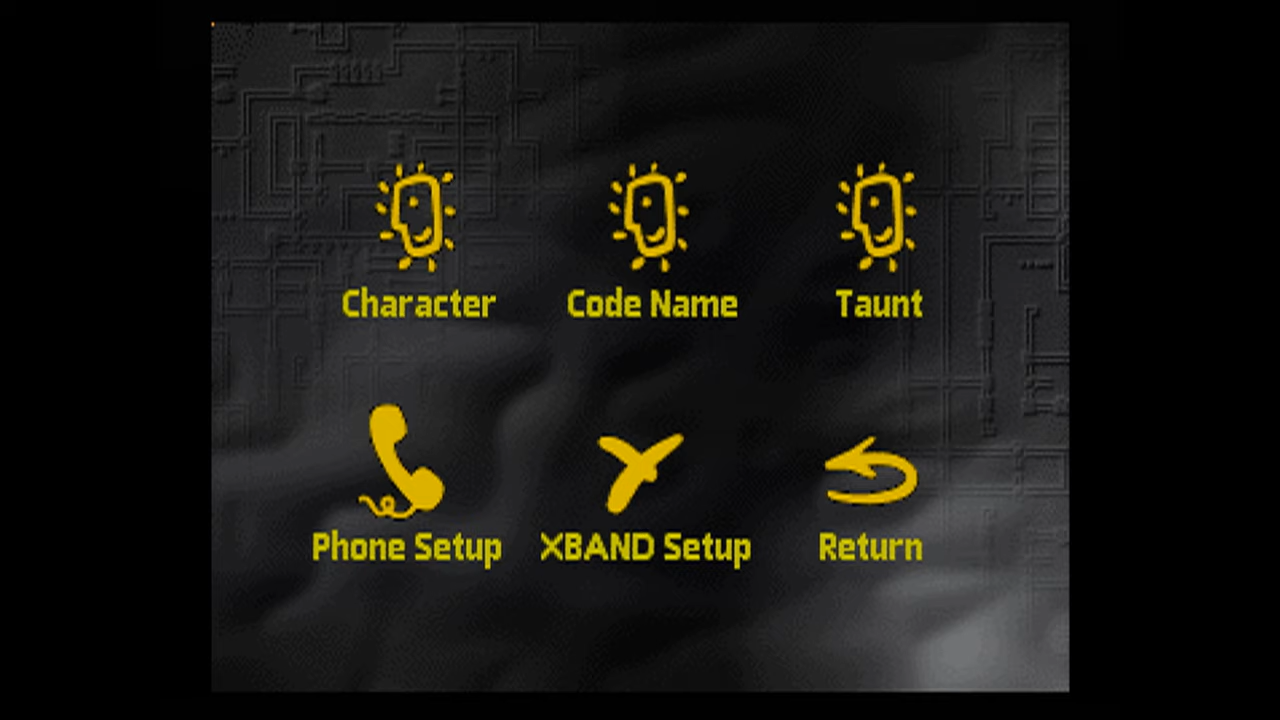 Character
Code Name
Taunt
Phone Setup
XBAND Setup
Return